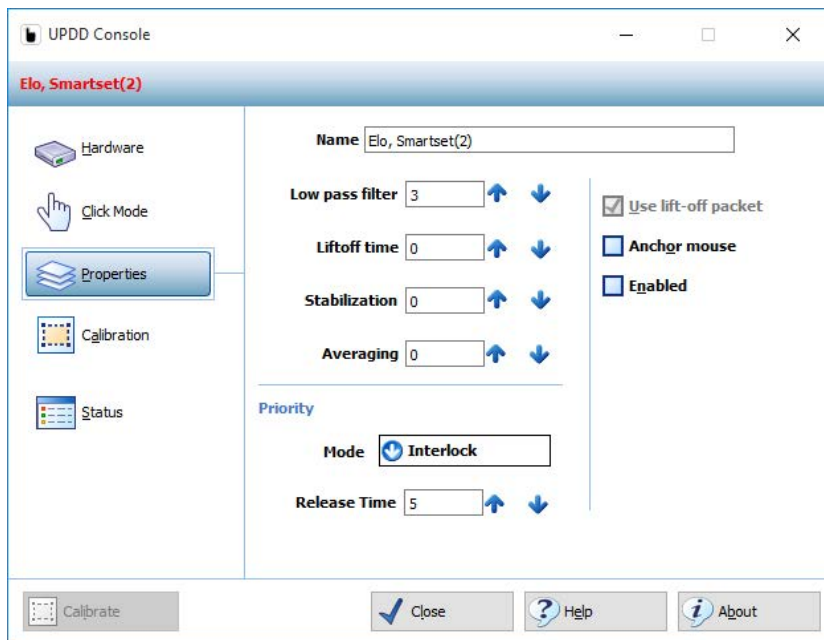 UPDD Console
Elo, Smartset(2)
Hardware
Click Mode
Properties
Calibration
Status
Name Elo, Smartset(2)
Low pass filter 3
Liftoff time 0
Stabilization 0
Averaging 0
Use lift-off packet
Anchor mouse
Enabled
Priority
Mode Interlock
Release Time 5
Calibrate
Close
Help
About